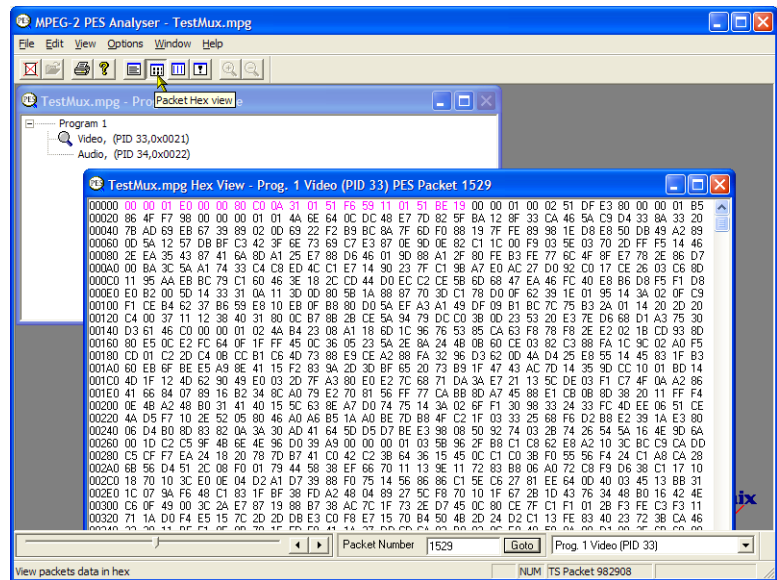 MPEG-2 PES Analyser - TestMux.mpg
File Edit View Options Window Help
Packet Hex view
TestMux.mpg - Pro
Program 1
Video, (PID 33,0x0021)
Audio, (PID 34,0x0022)
TestMux.mpg Hex View - Prog. 1 Video (PID 33) PES Packet 1529
00000 00 00 01 E0 00 00 80 C0 0A 31 01 51 F6 59 11 01 51 BE 19 00 00 01 00 02 51 DF E3 80 00 00 01 B5
00020 86 4F F7 98 00 00 00 01 01 4A 6E 64 0C DC 48 E7 7D 82 5F BA 12 8F 33 CA 46 5A C9 D4 33 8A 33 20
00040 7B AD 69 EB 67 39 89 02 0D 69 22 F2 B9 BC 8A 7F 6D F0 88 19 7F FE 89 98 1E D8 E8 50 DB 49 A2 89
00060 0D 5A 12 57 DB BF C3 42 3F 6E 73 69 C7 E3 87 0E 9D 0E 82 C1 1C 00 F9 03 5E 03 70 2D FF F5 14 46
00080 2E EA 35 43 87 41 6A 8D A1 25 E7 88 D6 46 01 9D 88 A1 2F 80 FE B3 FE 77 6C 4F 8F E7 78 2E 86 D7
000A0 00 BA 3C 5A A1 74 33 C4 C8 ED 4C C1 E7 14 90 23 7F C1 9B A7 E0 AC 27 D0 92 C0 17 CE 26 03 C6 8D
000C0 11 95 AA EB BC 79 C1 60 46 3E 18 2C CD 44 D0 EC C2 CE 5B 6D 68 47 EA 46 FC 40 E8 B6 D8 F5 F1 D8
000E0 E0 B2 00 5D 14 33 31 0A 11 3D 0D 80 5B 1A 88 87 70 3D C1 78 D0 0F 62 39 1E 01 95 14 3A 02 0F C9
00100 F1 CE B4 62 37 B6 59 E8 10 EB 0F B8 80 D0 5A EF A3 A1 49 DF 09 B1 BC 7C 75 B3 2A 01 14 20 2D 20
00120 C4 00 37 11 12 38 40 31 80 0C B7 8B 2B CE 5A 94 79 DC C0 3B 0D 23 53 20 E3 7E D6 68 D1 A3 75 30
00140 D3 61 46 C0 00 00 01 02 4A B4 23 08 A1 18 6D 1C 96 76 53 85 CA 63 F8 78 F8 2E E2 02 1B CD 93 8D
00160 80 E5 0C E2 FC 64 0F 1F FF 45 0C 36 05 23 5A 2E 8A 24 4B 0B 60 CE 03 82 C3 88 FA 1C 9C 02 A0 F5
00180 CD 01 C2 2D C4 0B CC B1 C6 4D 73 88 E9 CE A2 88 FA 32 96 D3 62 0D 4A D4 25 E8 55 14 45 83 1F B3
001A0 60 EB 6F BE E5 A9 8E 41 15 F2 83 9A 2D 3D BF 65 20 73 B9 1F 47 43 AC 7D 14 35 9D CC 10 01 BD 14
001C0 4D 1F 12 4D 62 90 49 E0 03 2D 7F A3 80 E0 E2 7C 68 71 DA 3A E7 21 13 5C DE 03 F1 C7 4F 0A A2 86
001E0 41 66 84 07 89 16 B2 34 8C A0 79 E2 70 81 56 FF 77 CA BB 8D A7 45 88 E1 CB 0B 8D 38 20 11 FF F4
00200 0E 4B A2 48 B0 31 41 40 15 5C 63 8E A7 D0 74 75 14 3A 02 6F F1 30 98 33 24 33 FC 4D EE 06 51 CE
00220 4A D5 F7 10 2E 52 05 80 46 A0 A6 B5 1A A0 BE 7D B8 4F C2 1F 03 33 25 68 F6 D2 B8 E2 39 1A E3 80
00240 06 D4 B0 8D 83 82 0A 3A 30 AD 41 64 5D D5 D7 BE E3 98 08 50 92 74 03 2B 74 26 54 5A 16 4E 9D 6A
00260 00 1D C2 C5 9F 4B 6E 4E 96 D0 39 A9 00 00 00 01 03 5B 96 2F B8 C1 C8 62 E8 A2 10 3C BC C9 CA DD
00280 C5 CF F7 EA 24 18 20 78 7D B7 41 C0 42 C2 3B 64 36 15 45 0C C1 C0 3B F0 55 56 F4 24 C1 A8 CA 28
002A0 6B 56 D4 51 2C 08 F0 01 79 44 58 38 EF 66 70 11 13 9E 11 72 83 B8 06 A0 72 C8 F9 D6 38 C1 17 10
002C0 18 70 10 3C E0 0E 04 D2 A1 D7 39 88 F0 75 14 56 86 86 C1 5E C6 27 81 EE 64 0D 40 03 45 13 BB 31
002E0 1C 07 9A F6 48 C1 83 1F BF 38 FD A2 48 04 89 27 5C F8 70 10 1F 67 2B 1D 43 76 34 48 B0 16 42 4E
00300 C6 0F 49 00 3C 2A E7 87 19 88 B7 38 AC 7C 1F 73 2E D7 45 0C 80 CE 7F C1 F1 01 2B F3 FE C3 F3 11
00320 71 1A D0 F4 E5 15 7C 2D 2D DB E3 C0 F8 E7 15 70 B4 50 4B 2D 24 D2 C1 13 FE 83 40 23 72 3B CA 46
Packet Number 1529 Goto Prog. 1 Video (PID 33)
View packets data in hex NUM TS Packet 982908